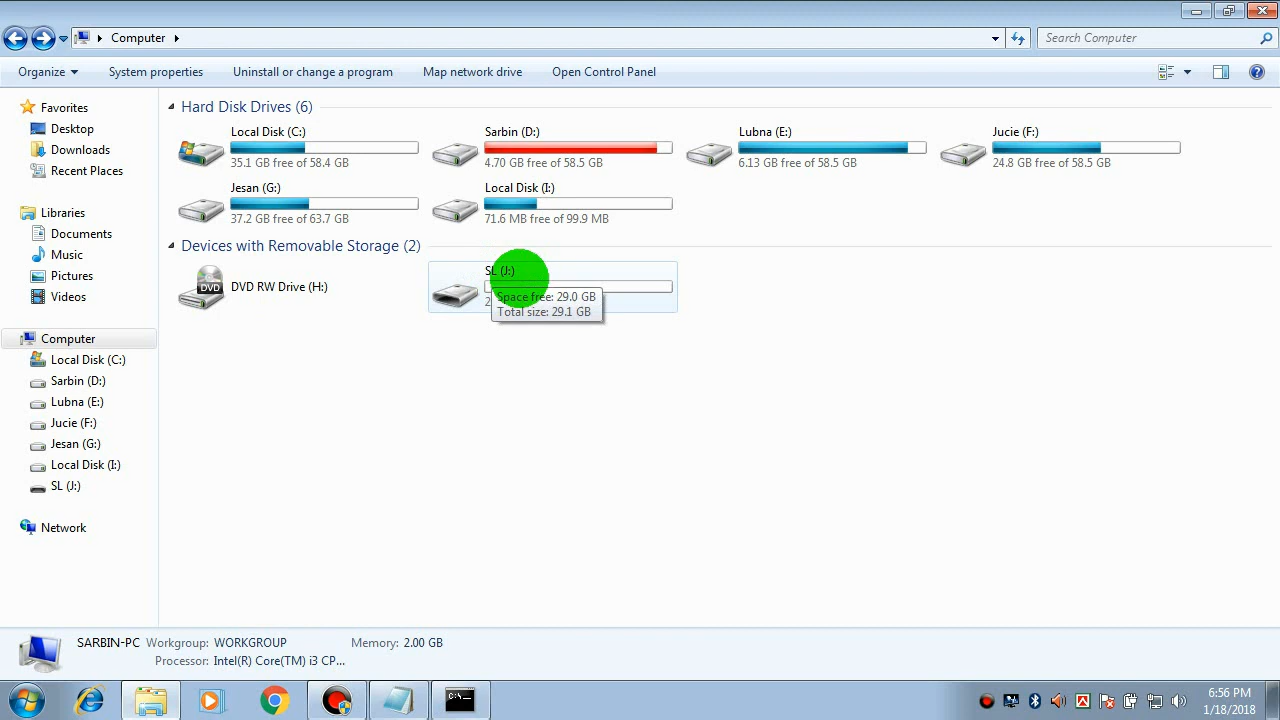 Computer
Search Computer
Organize
System properties
Uninstall or change a program
Map network drive
Open Control Panel
Favorites
Desktop
Downloads
Recent Places
Libraries
Documents
Music
Pictures
Videos
Computer
Local Disk (C:)
Sarbin (D:)
Lubna (E:)
Jucie (F:)
Jesan (G:)
Local Disk (I:)
SL (J:)
Network
Hard Disk Drives (6)
Local Disk (C:)
35.1 GB free of 58.4 GB
Sarbin (D:)
4.70 GB free of 58.5 GB
Lubna (E:)
6.13 GB free of 58.5 GB
Jucie (F:)
24.8 GB free of 58.5 GB
Jesan (G:)
37.2 GB free of 63.7 GB
Local Disk (I:)
71.6 MB free of 99.9 MB
Devices with Removable Storage (2)
DVD
DVD RW Drive (H:)
SL (J:)
Space free: 29.0 GB
Total size: 29.1 GB
SARBIN-PC
Workgroup: WORKGROUP
Memory: 2.00 GB
Processor: Intel(R) Core(TM) i3 CP...
6:56 PM
1/18/2018